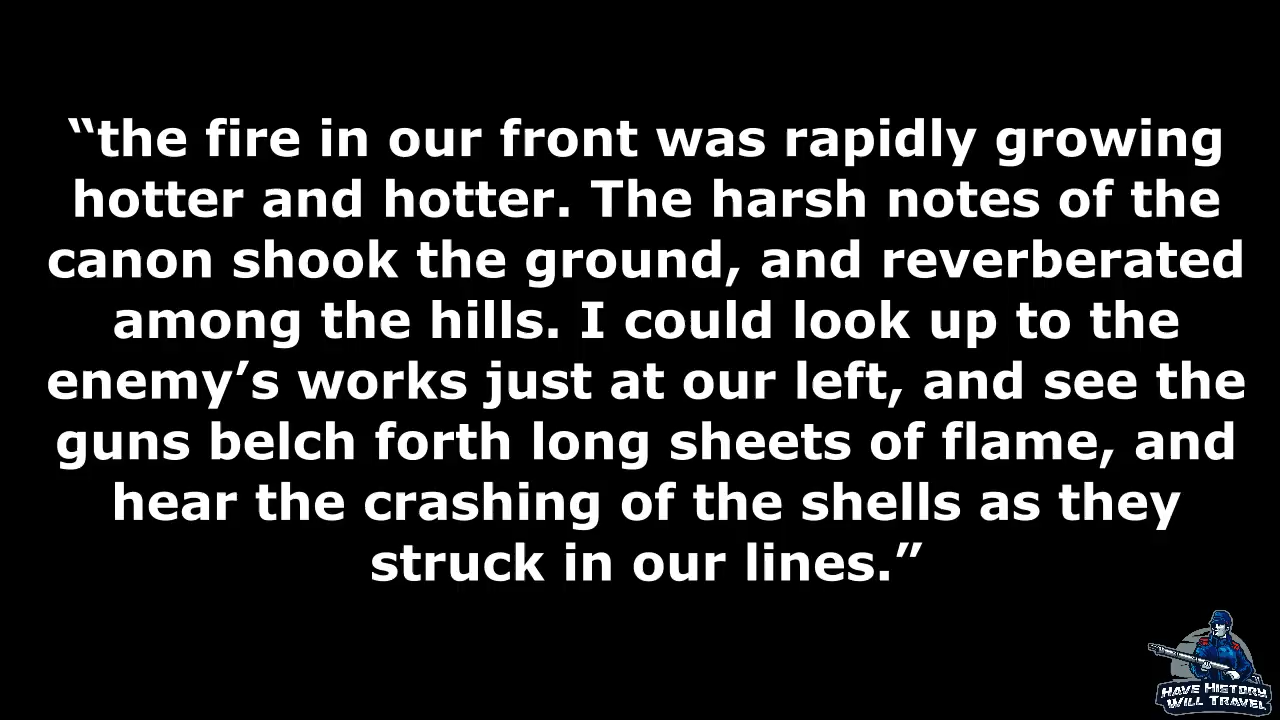 “the fire in our front was rapidly growing
hotter and hotter. The harsh notes of the
canon shook the ground, and reverberated
among the hills. I could look up to the
enemy’s works just at our left, and see the
guns belch forth long sheets of flame, and
hear the crashing of the shells as they
struck in our lines.”
HAVE HISTORY
WILL TRAVEL